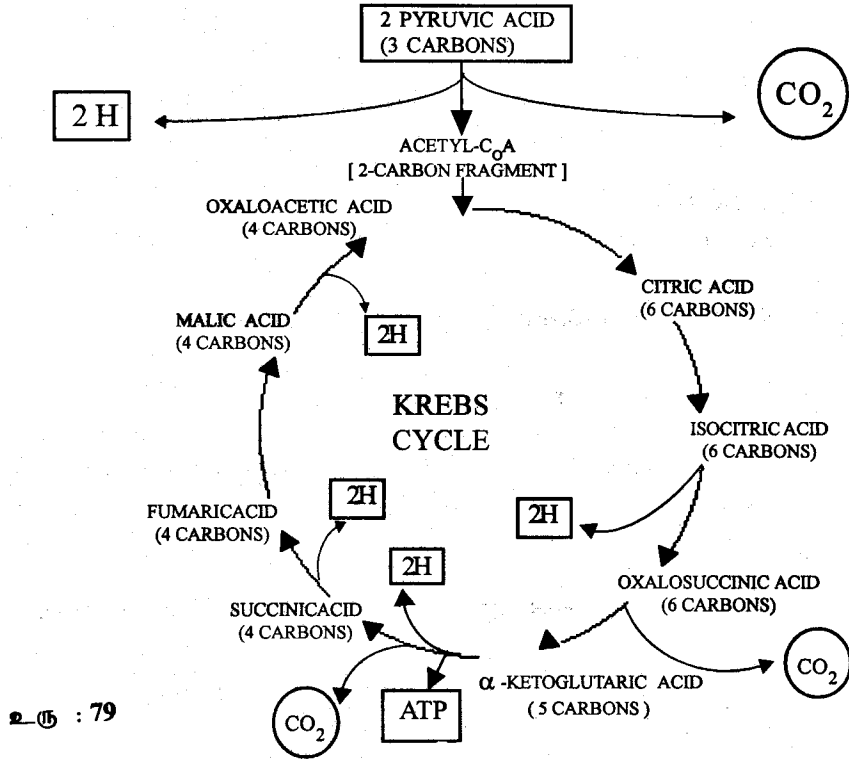 2 PYRUVIC ACID
(3 CARBONS)
2 H
CO2
ACETYL-COA
[ 2-CARBON FRAGMENT ]
OXALOACETIC ACID
(4 CARBONS)
CITRIC ACID
(6 CARBONS)
MALIC ACID
(4 CARBONS)
2H
KREBS
CYCLE
ISOCITRIC ACID
(6 CARBONS)
2H
2H
FUMARICACID
(4 CARBONS)
2H
OXALOSUCCINIC ACID
(6 CARBONS)
SUCCINICACID
(4 CARBONS)
CO2
α -KETOGLUTARIC ACID
( 5 CARBONS )
ATP
CO2
உரு : 79